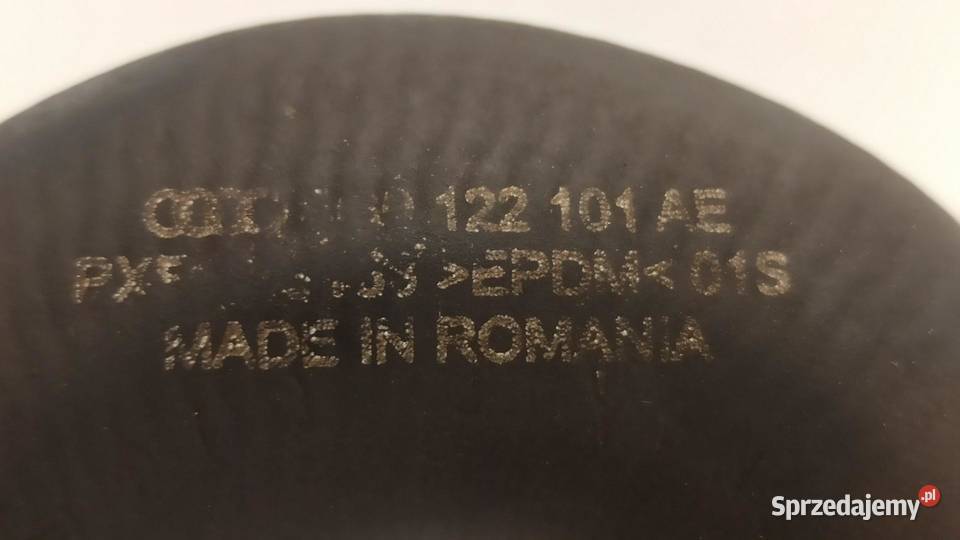 122 101 AE
>EPDM< 01S
MADE IN ROMANIA
Sprzedajemy.pl